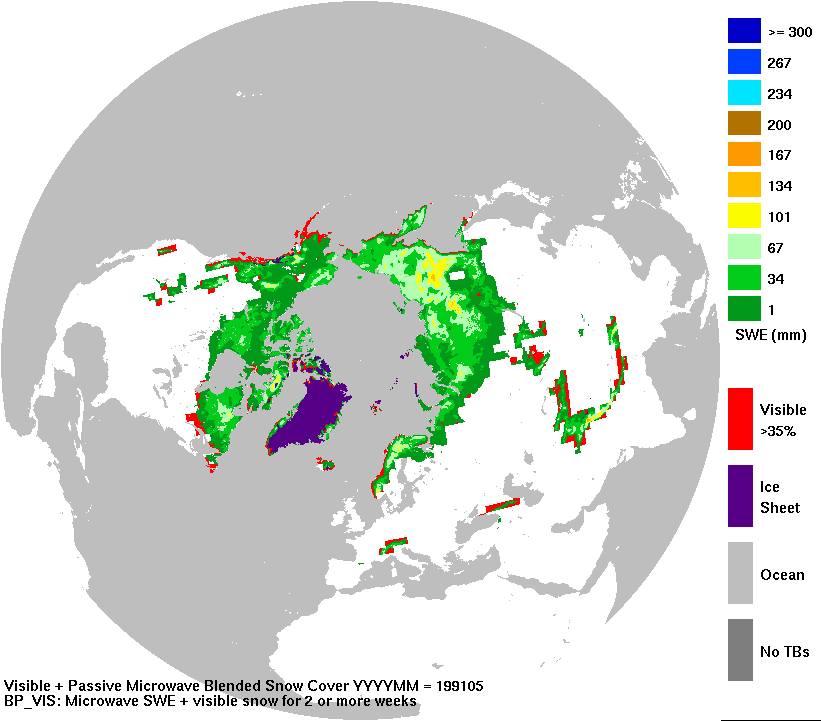 >= 300
267
234
200
167
134
101
67
34
1
SWE (mm)
Visible
>35%
Ice
Sheet
Ocean
No TBs
Visible + Passive Microwave Blended Snow Cover YYYYMM = 199105
BP_VIS: Microwave SWE + visible snow for 2 or more weeks